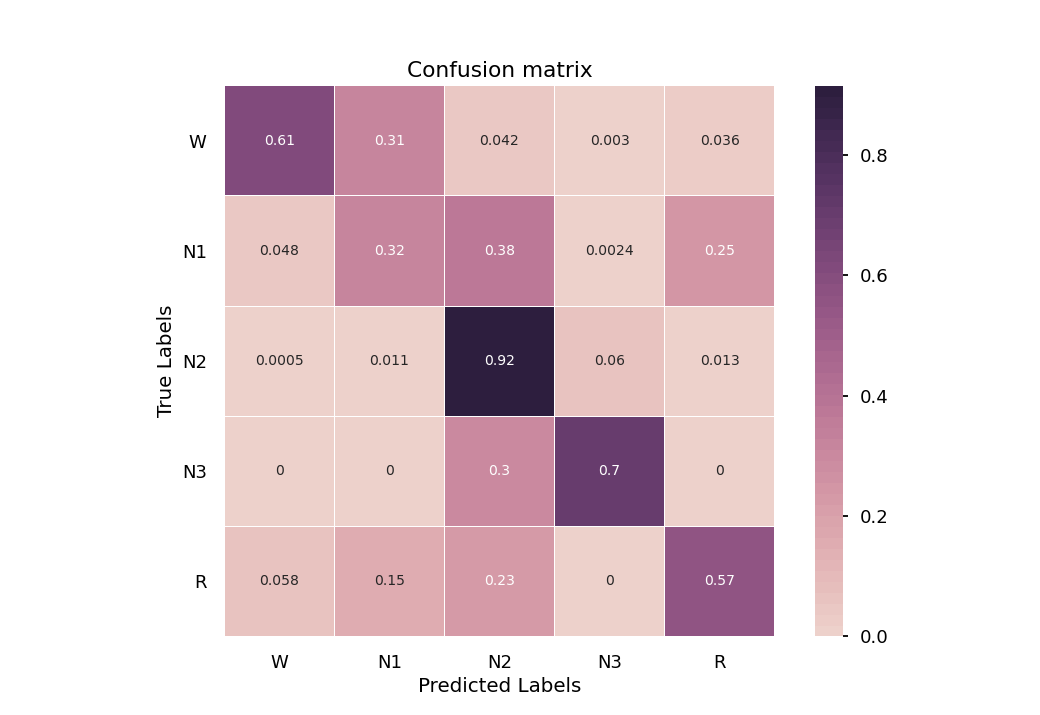 Confusion matrix
W 0.61 0.31 0.042 0.003 0.036
N1 0.048 0.32 0.38 0.0024 0.25
N2 0.0005 0.011 0.92 0.06 0.013
N3 0 0 0.3 0.7 0
R 0.058 0.15 0.23 0 0.57
W N1 N2 N3 R
Predicted Labels
True Labels
0.8
0.6
0.4
0.2
0.0